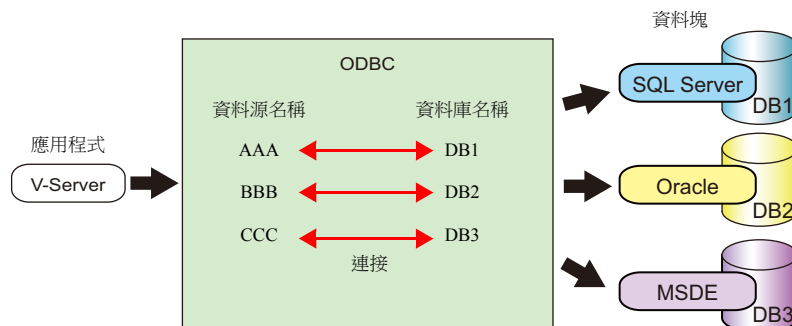 資料塊
ODBC
SQL Server
DB1
資料源名稱 資料庫名稱
應用程式
V-Server
AAA DB1
BBB DB2
CCC DB3
連接
Oracle
DB2
MSDE
DB3